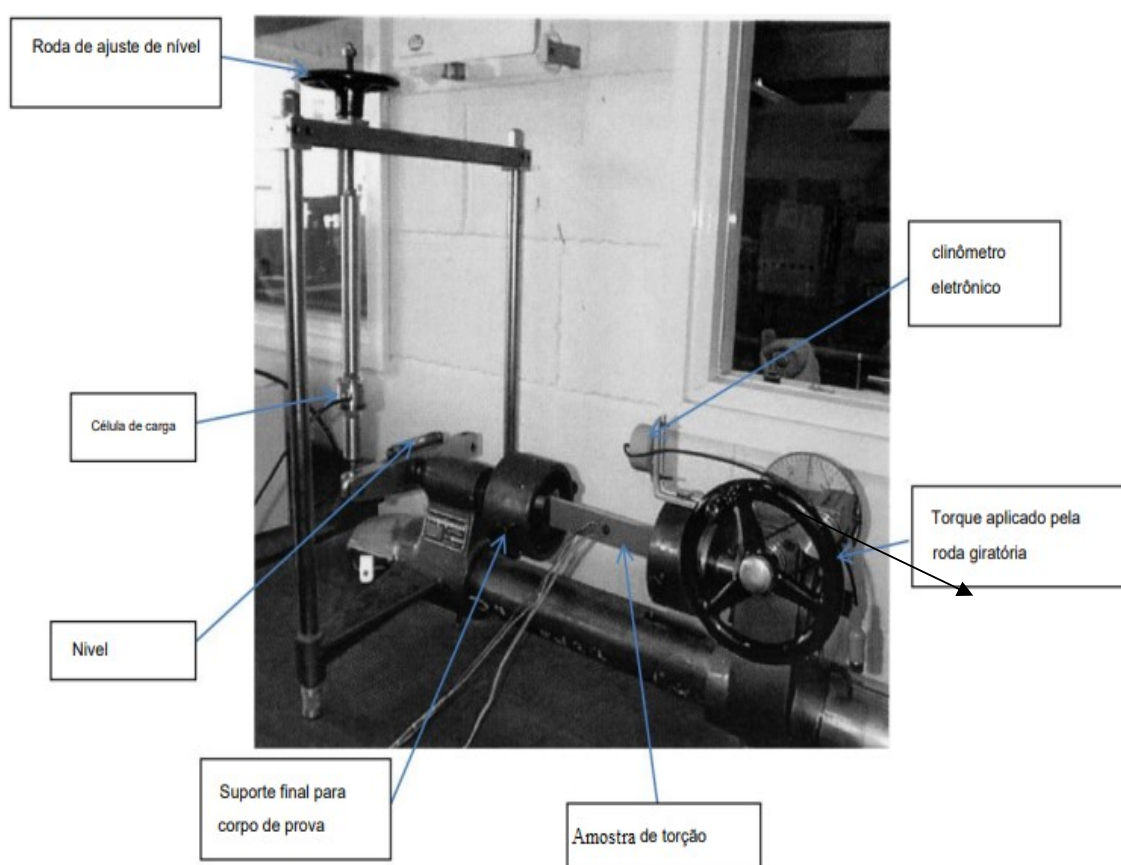 Roda de ajuste de nível
clinômetro
eletrônico
Célula de carga
Torque aplicado pela
roda giratória
Nivel
Suporte final para
corpo de prova
Amostra de torção